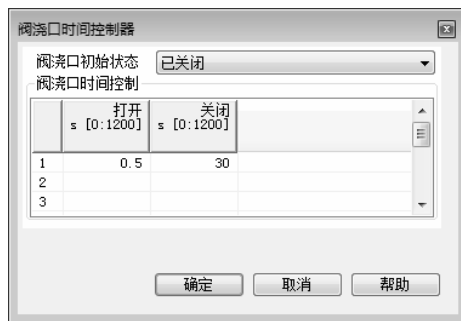 阀浇口时间控制器
阀浇口初始状态 已关闭
阀浇口时间控制
打开 关闭
s [0:1200] s [0:1200]
1 0.5 30
2
3
确定 取消 帮助